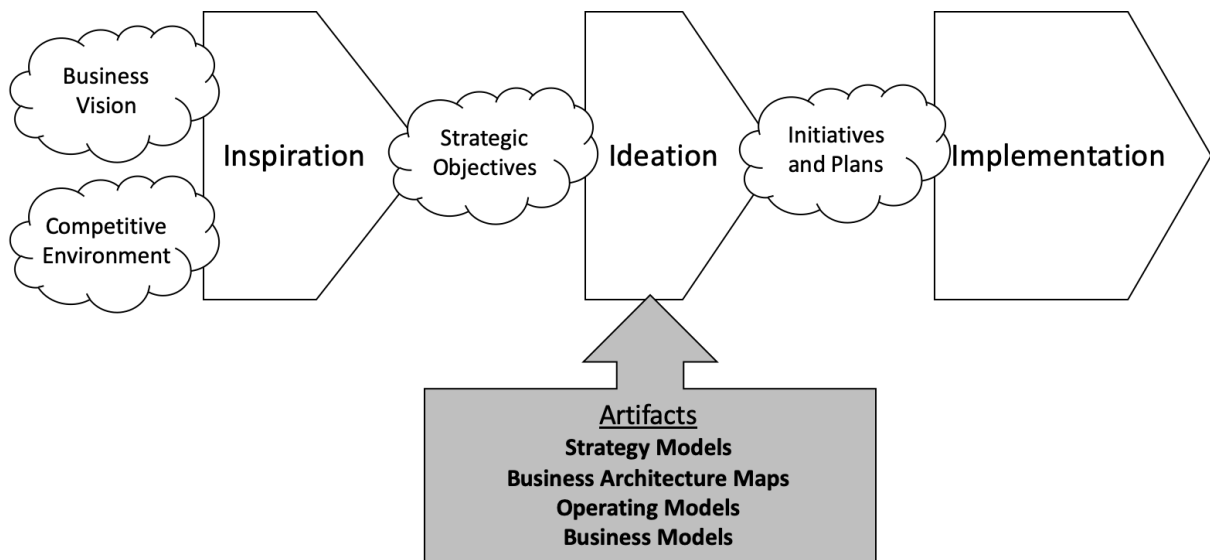 Business
Vision
Competitive
Environment
Inspiration
Strategic
Objectives
Ideation
Initiatives
and Plans
Implementation
Artifacts
Strategy Models
Business Architecture Maps
Operating Models
Business Models